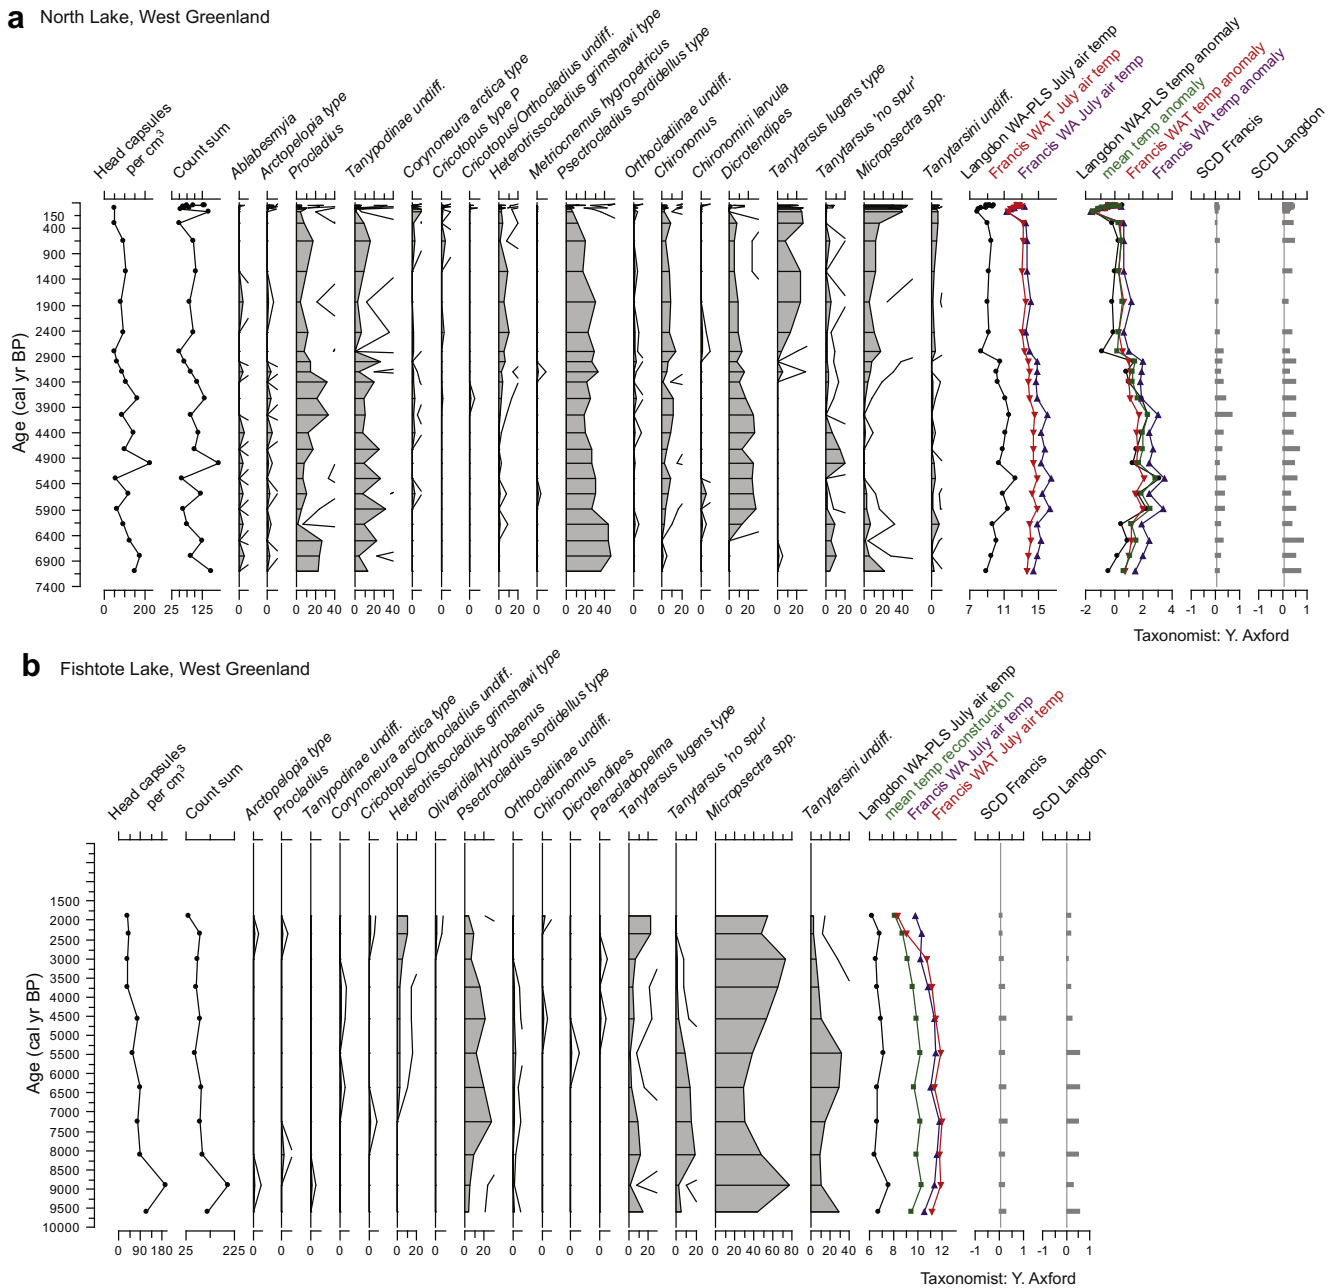 a North Lake, West Greenland
Head capsules
per cm3
Count sum
Ablabesmyia
Arctopelopia type
Procladius
Tanypodinae undiff.
Corynoneura arctica type
Cricotopus type P
Cricotopus/Orthocladius undiff.
Heterotrissocladius grimshawi type
Metriocnemus hygropetricus
Psectrocladius sordidellus type
Orthocladiinae undiff.
Chironomus
Chironomini larvula
Dicrotendipes
Tanytarsus lugens type
Tanytarsus 'no spur'
Micropsectra spp.
Tanytarsini undiff.
Langdon WA-PLS July air temp
Francis WAT July air temp
Francis WA July air temp
Langdon WA-PLS temp anomaly
mean temp anomaly
Francis WAT temp anomaly
Francis WA temp anomaly
SCD Francis
SCD Langdon
Age (cal yr BP)
150
400
900
1400
1900
2400
2900
3400
3900
4400
4900
5400
5900
6400
6900
7400
0 200 25 125 0 0 0 20 40 0 20 40 0 0 0 0 20 0 0 20 40 0 0 20 0 0 20 0 20 0 20 0 20 40 0 7 11 15 -2 0 2 4 -1 0 1 -1 0 1
Taxonomist: Y. Axford
b Fishtote Lake, West Greenland
Head capsules
per cm3
Count sum
Arctopelopia type
Procladius
Tanypodinae undiff.
Corynoneura arctica type
Cricotopus/Orthocladius undiff.
Heterotrissocladius grimshawi type
Oliveridia/Hydrobaenus
Psectrocladius sordidellus type
Orthocladiinae undiff.
Chironomus
Dicrotendipes
Paracladopelma
Tanytarsus lugens type
Tanytarsus 'no spur'
Micropsectra spp.
Tanytarsini undiff.
Langdon WA-PLS July air temp
mean temp reconstruction
Francis WA July air temp
Francis WAT July air temp
SCD Francis
SCD Langdon
Age (cal yr BP)
1500
2000
2500
3000
3500
4000
4500
5000
5500
6000
6500
7000
7500
8000
8500
9000
9500
10000
0 90 180 25 225 0 0 0 0 0 0 20 0 0 20 0 0 0 0 0 20 0 20 0 20 40 60 80 0 20 40 6 8 10 12 -1 0 1 -1 0 1
Taxonomist: Y. Axford